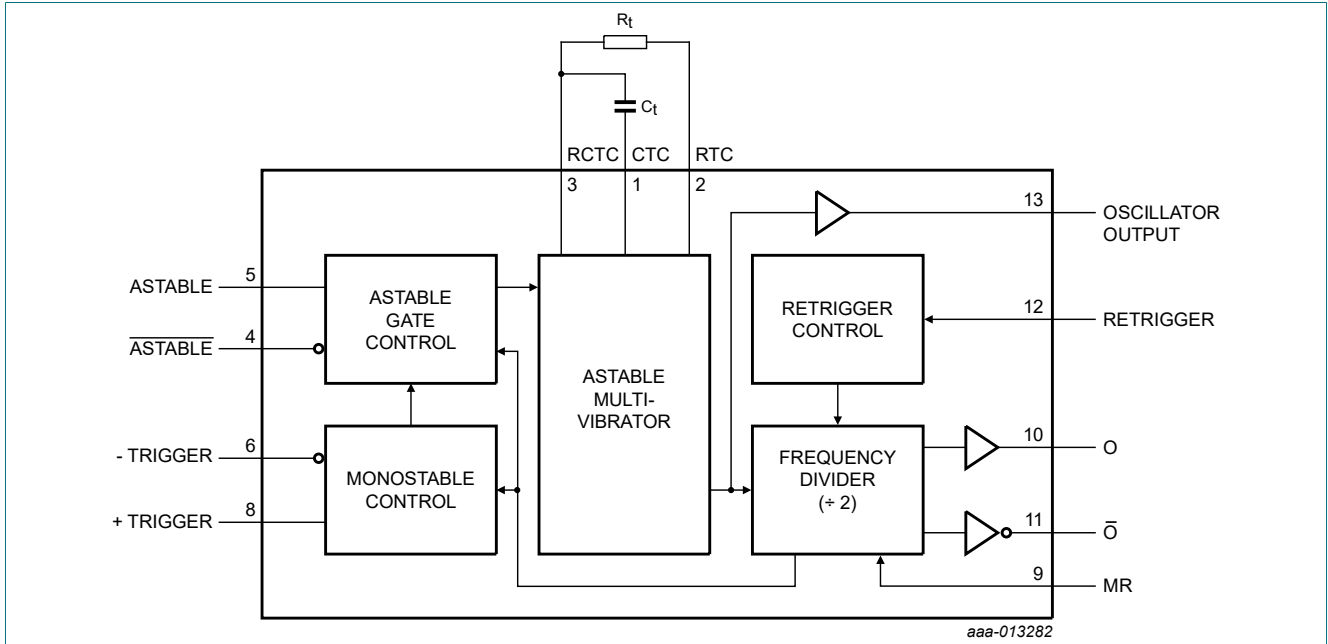 Rt
Ct
RCTC CTC RTC
3 1 2
13
OSCILLATOR
OUTPUT
5
ASTABLE
ASTABLE
GATE
CONTROL
RETRIGGER
CONTROL
12
RETRIGGER
4
ASTABLE
ASTABLE
MULTI-
VIBRATOR
6
- TRIGGER
MONOSTABLE
CONTROL
FREQUENCY
DIVIDER
(÷ 2)
10
O
8
+ TRIGGER
11
O̅
9
MR
aaa-013282